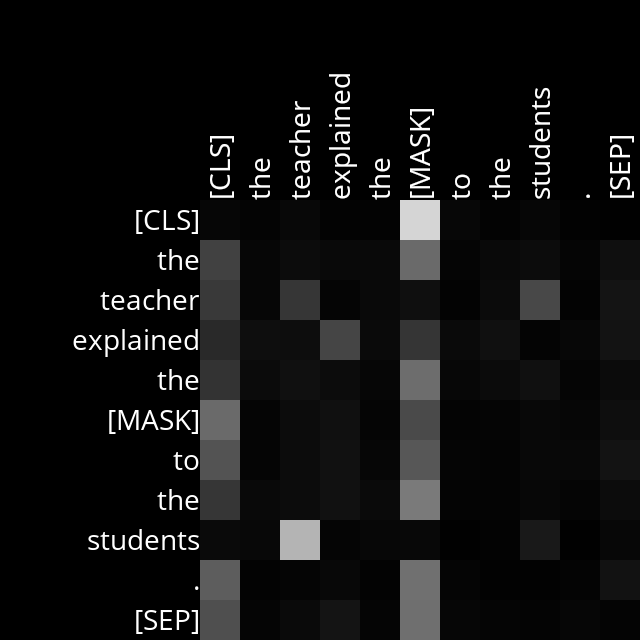 [CLS] the teacher explained the [MASK] to the students . [SEP]
[CLS]
the
teacher
explained
the
[MASK]
to
the
students
.
[SEP]